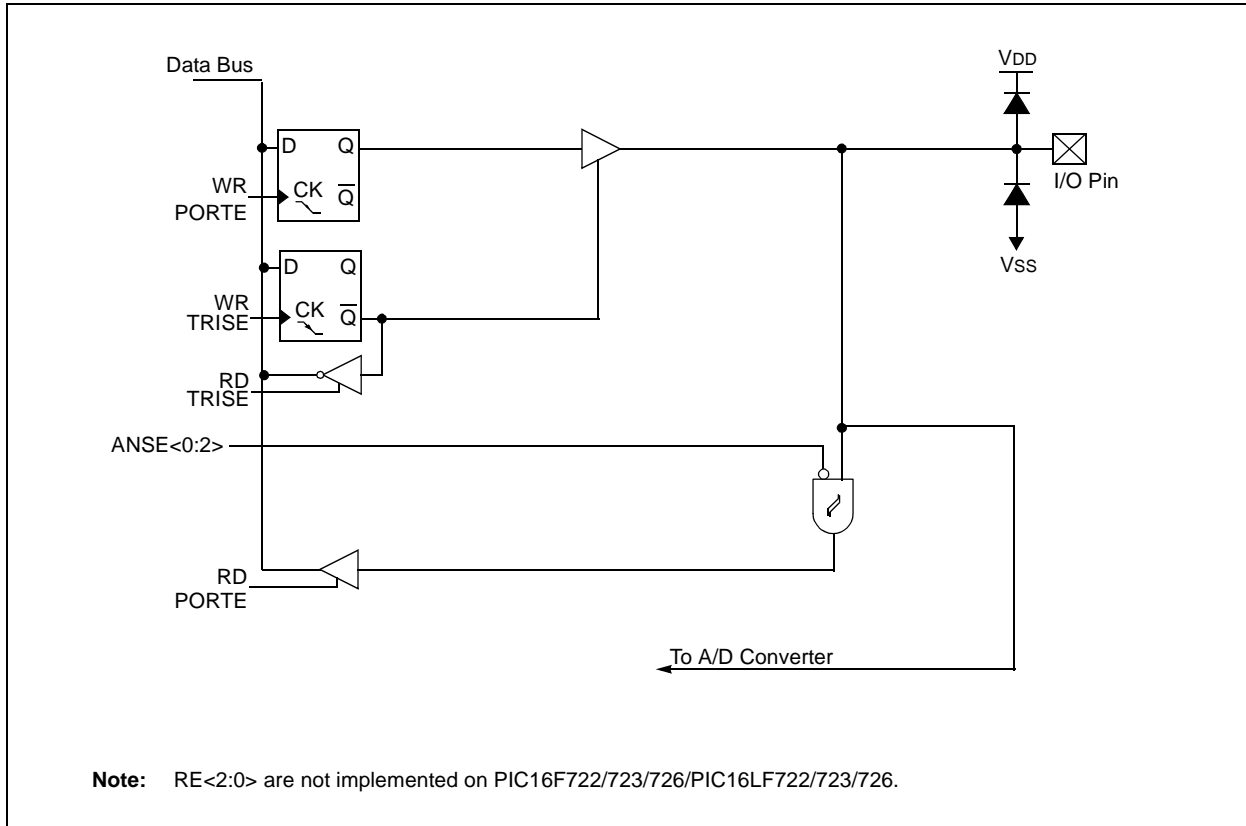 Data Bus
VDD
D Q
WR
PORTE
CK Q
I/O Pin
D Q
VSS
WR
TRISE
CK Q
RD
TRISE
ANSE<0:2>
RD
PORTE
To A/D Converter
Note: RE<2:0> are not implemented on PIC16F722/723/726/PIC16LF722/723/726.